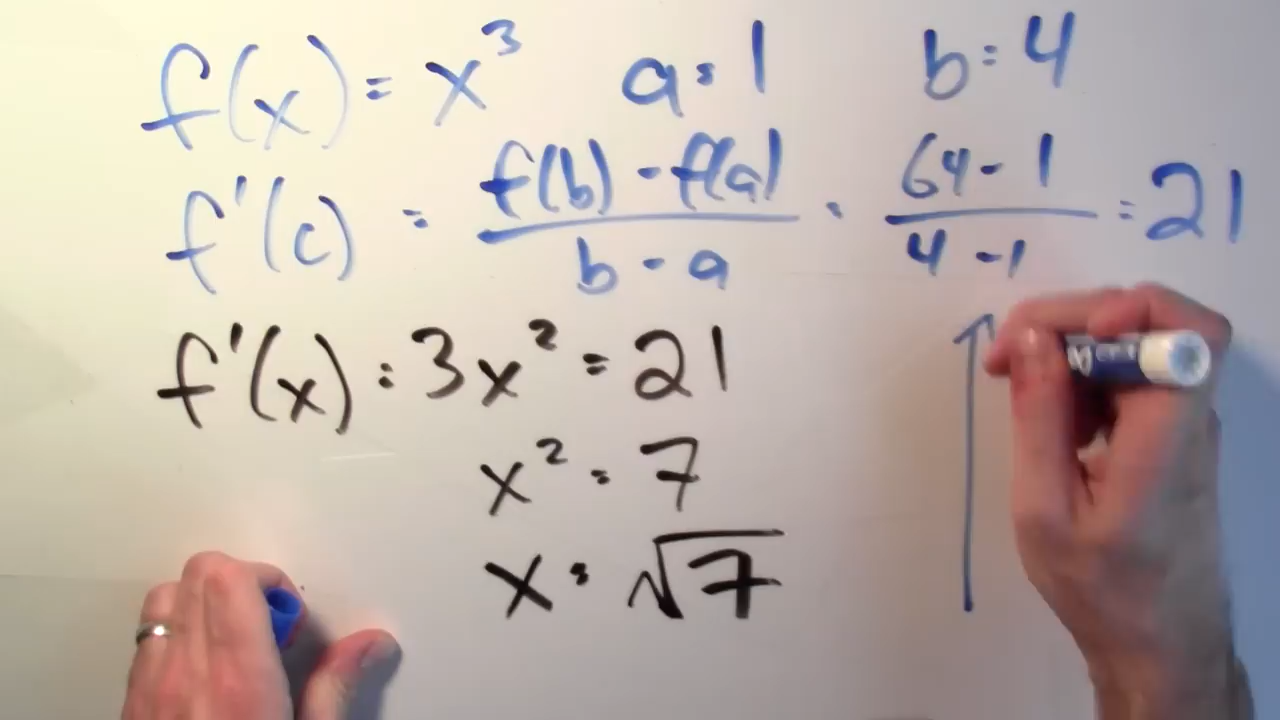 f(x) = x³ a = 1 b = 4
f'(c) = f(b) - f(a) / b - a = 64 - 1 / 4 - 1 = 21
f'(x) = 3x² = 21
x² = 7
x = √7